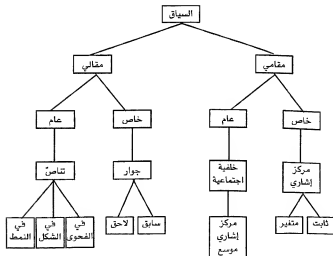 السياق
مقامي
مقالي
خاص
عام
خاص
عام
مركز
إشاري
خلفية
اجتماعية
جوار
تناصّ
ثابت
متغير
مركز
إشاري
موسع
سابق
لاحق
في
الفحوى
في
الشكل
في
النمط